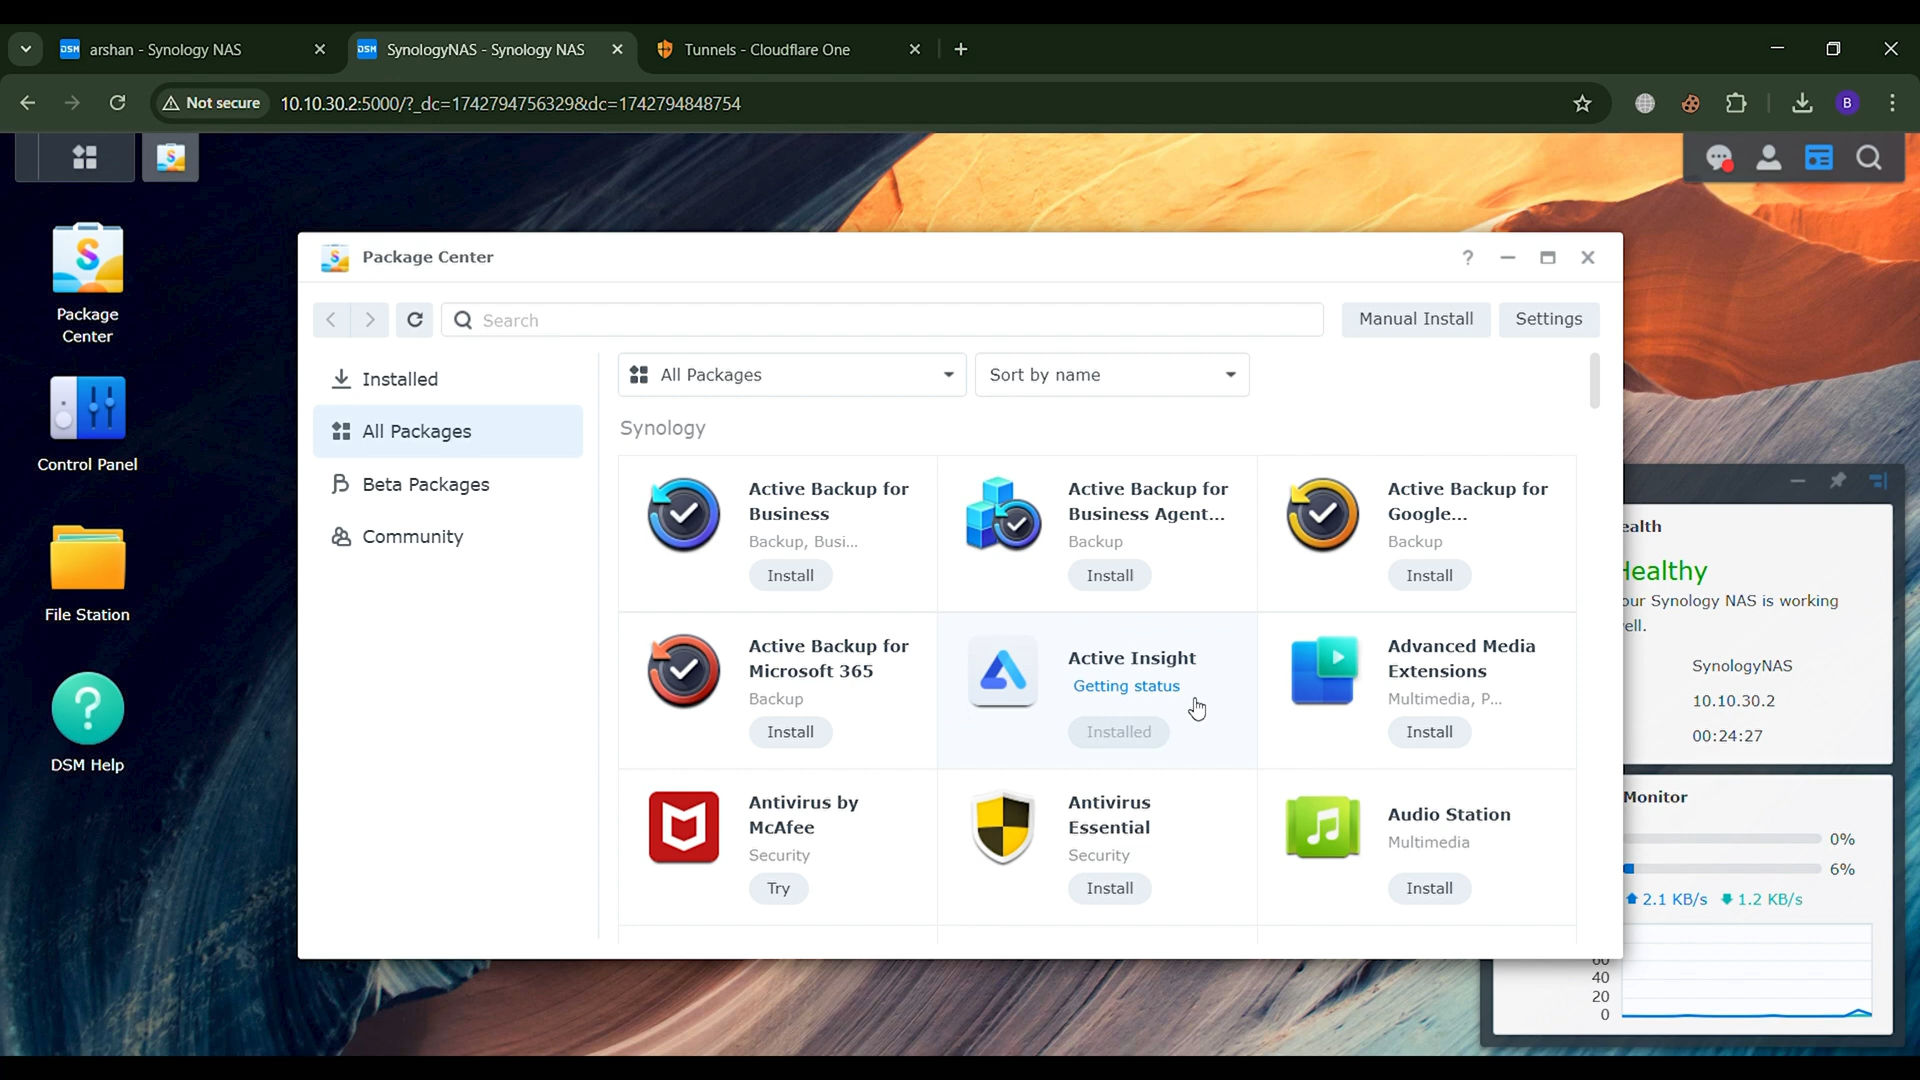 DSM arshan - Synology NAS
DSM SynologyNAS - Synology NAS
Tunnels - Cloudflare One
Not secure
10.10.30.2:5000/?_dc=1742794756329&dc=1742794848754
B
S
S
Package
Center
Control Panel
File Station
?
DSM Help
S
Package Center
?
Search
Manual Install
Settings
Installed
All Packages
Beta Packages
Community
All Packages
Sort by name
Synology
Active Backup for
Business
Backup, Busi...
Install
Active Backup for
Business Agent...
Backup
Install
Active Backup for
Google...
Backup
Install
Active Backup for
Microsoft 365
Backup
Install
Active Insight
Getting status
Installed
Advanced Media
Extensions
Multimedia, P...
Install
Antivirus by
McAfee
Security
Try
Antivirus
Essential
Security
Install
Audio Station
Multimedia
Install
ealth
Healthy
our Synology NAS is working
ell.
SynologyNAS
10.10.30.2
00:24:27
Monitor
0%
6%
2.1 KB/s
1.2 KB/s
60
40
20
0